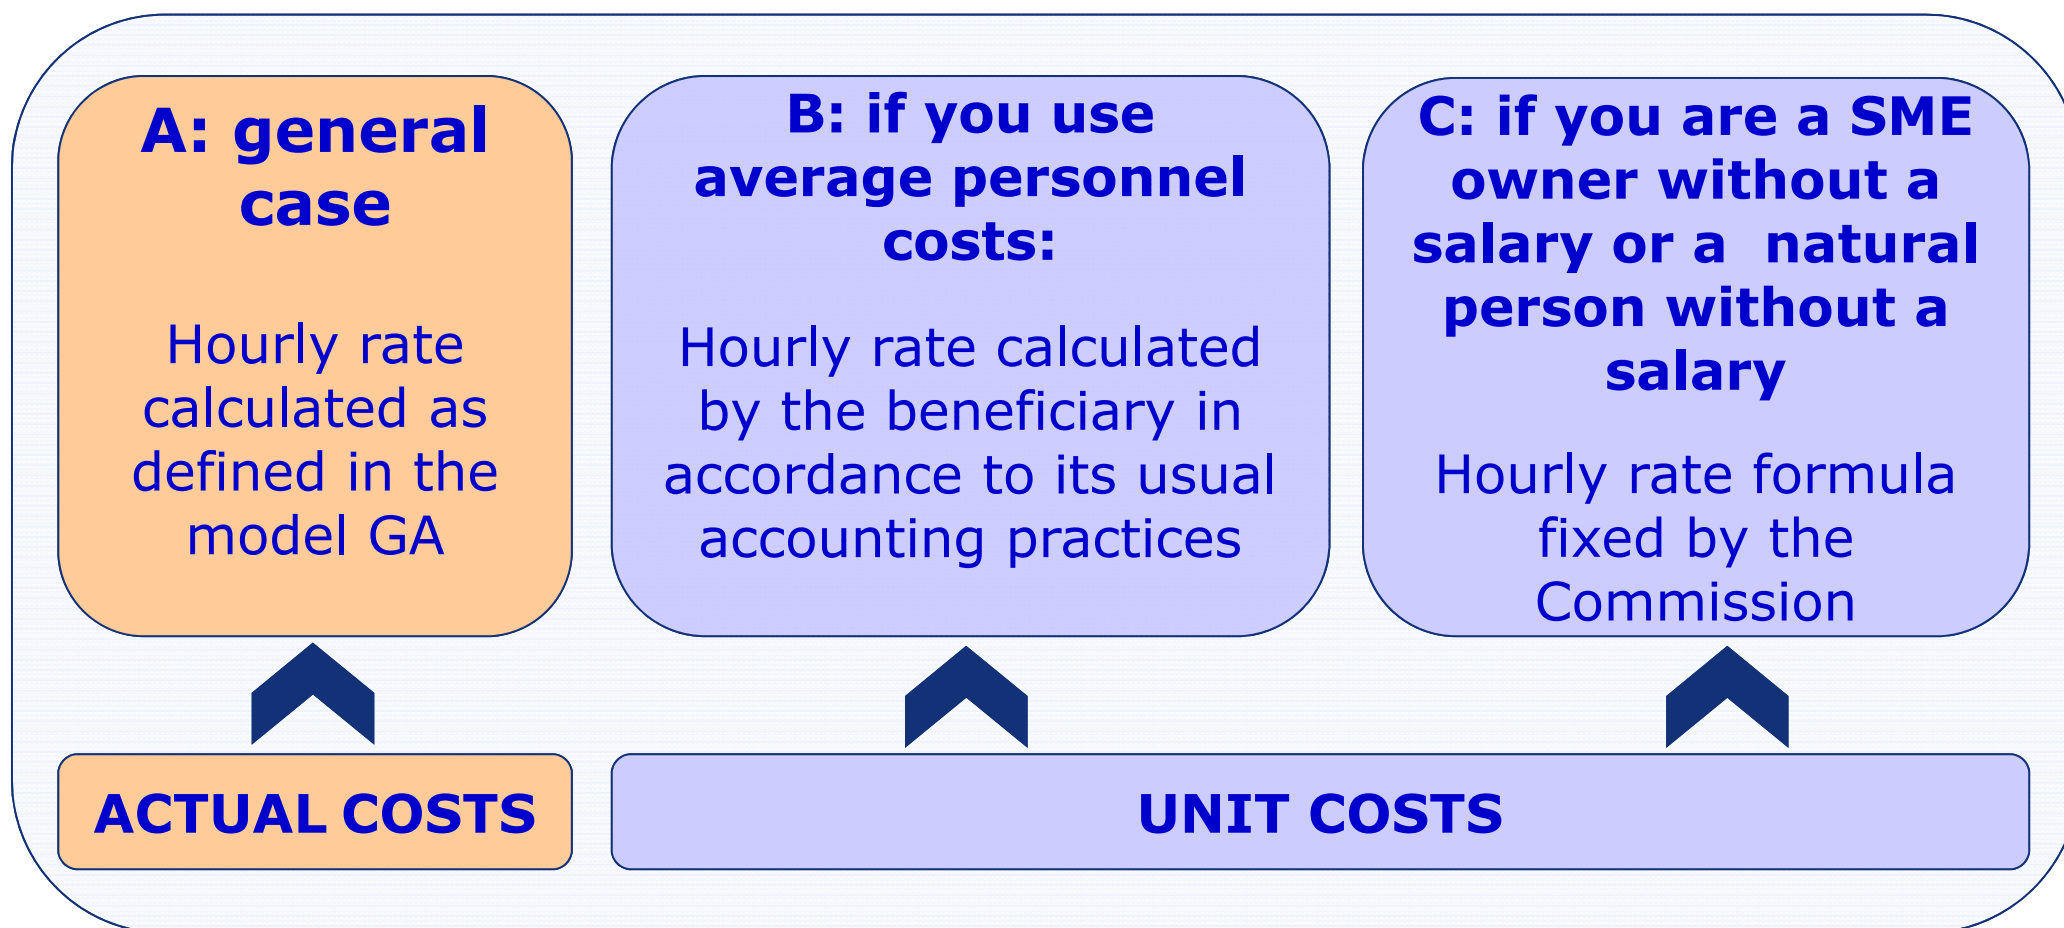 A: general
case
Hourly rate
calculated as
defined in the
model GA
B: if you use
average personnel
costs:
Hourly rate calculated
by the beneficiary in
accordance to its usual
accounting practices
C: if you are a SME
owner without a
salary or a  natural
person without a
salary
Hourly rate formula
fixed by the
Commission
ACTUAL COSTS
UNIT COSTS